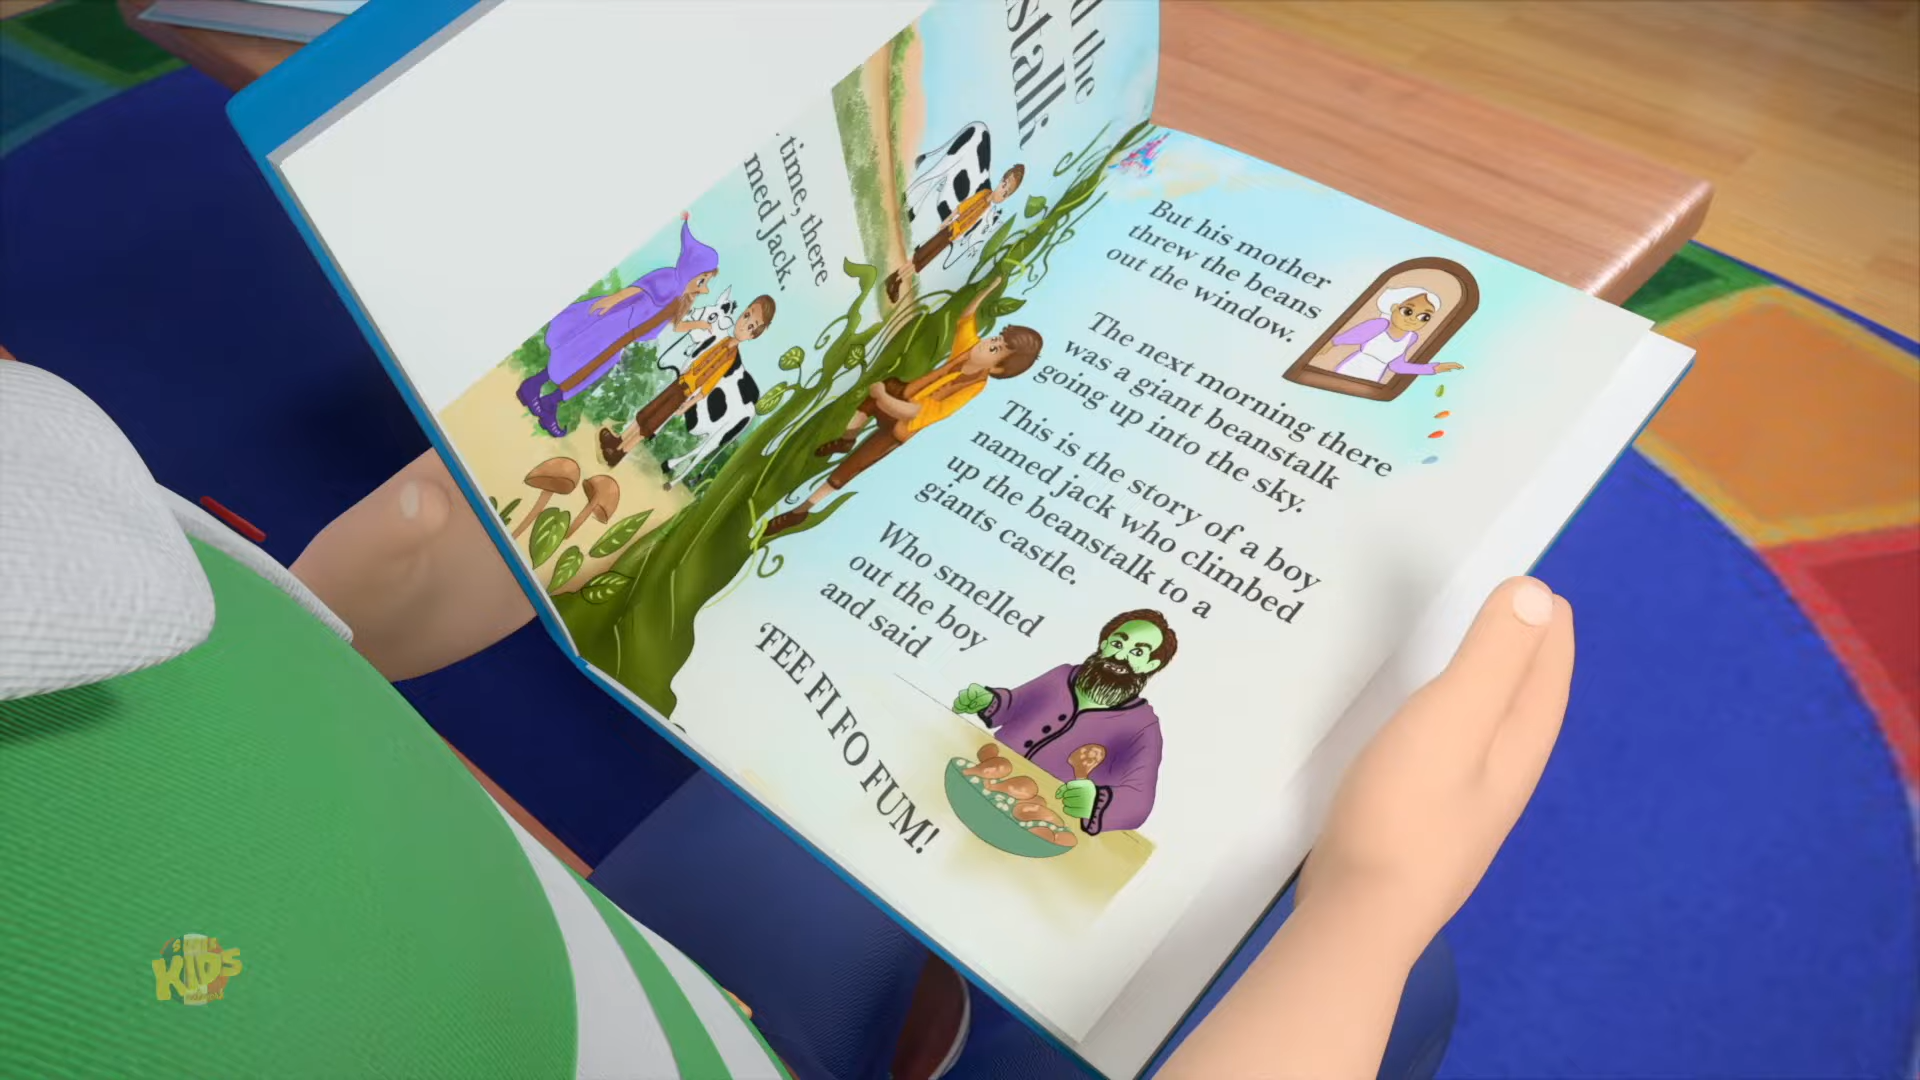 d the
stalk
time, there
med Jack.
But his mother
threw the beans
out the window.
The next morning there
was a giant beanstalk
going up into the sky.
This is the story of a boy
named jack who climbed
up the beanstalk to a
giants castle.
Who smelled
out the boy
and said
‘FEE FI FO FUM!
KIDS